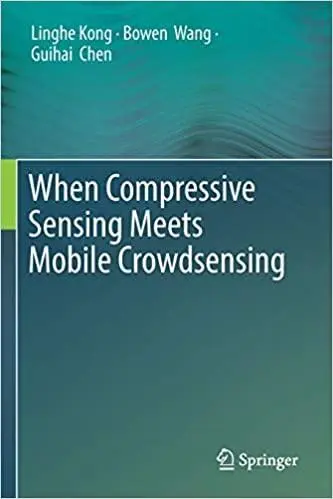 Linghe Kong · Bowen Wang ·
Guihai Chen
When Compressive
Sensing Meets
Mobile Crowdsensing
Springer